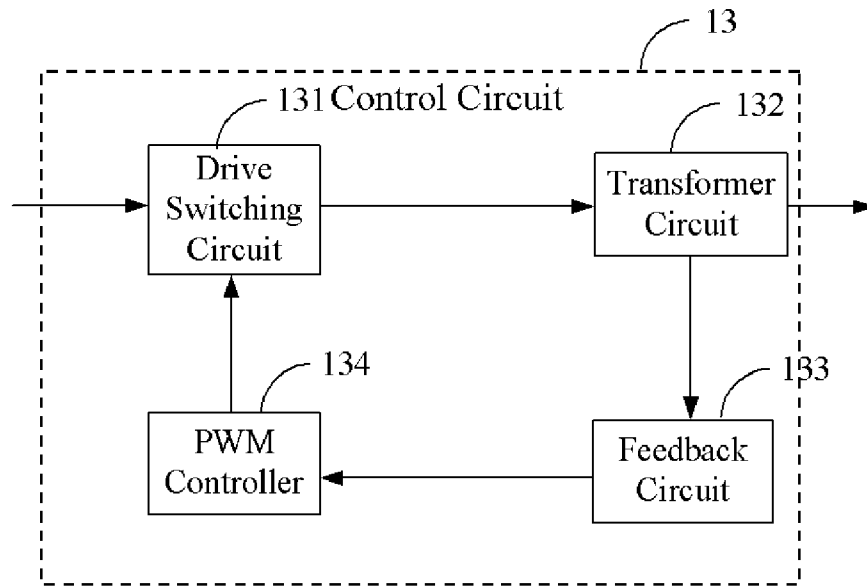 13
131 Control Circuit
132
Drive
Switching
Circuit
Transformer
Circuit
134
133
PWM
Controller
Feedback
Circuit